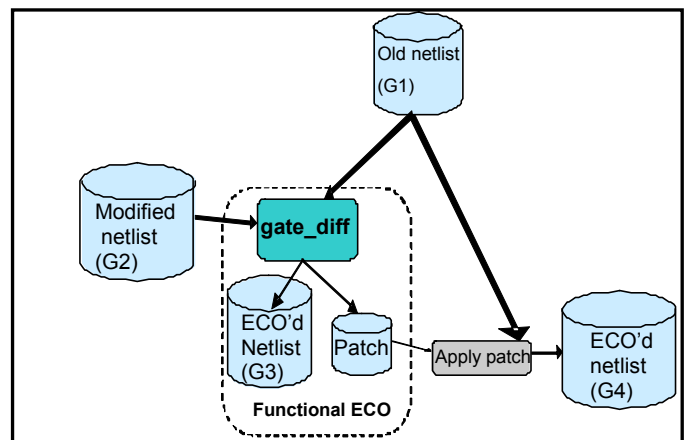 Old netlist
(G1)
Modified
netlist
(G2)
gate_diff
ECO'd
Netlist
(G3)
Patch
Apply patch
ECO'd
netlist
(G4)
Functional ECO